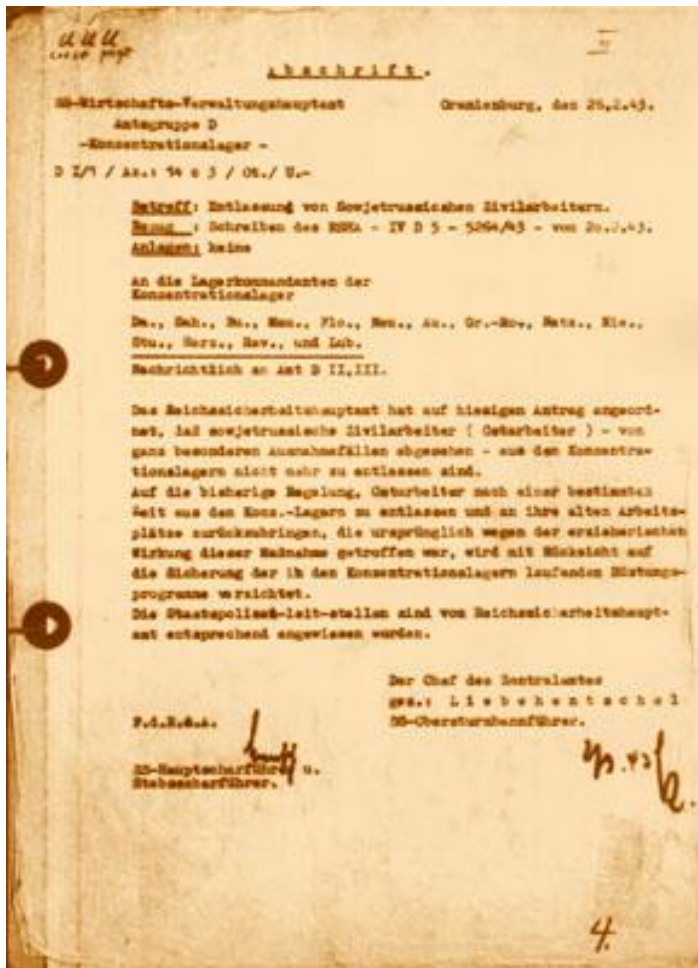 Abschrift.
SS-Wirtschafts-Verwaltungshauptamt Oranienburg, den 2.43.
Amtsgruppe D
-Konzentrationslager -
D I/1 / Az.: 14 3 / Ot./ U.-
Betreff: Entlassung von Sowjetrussischen Zivilarbeitern.
Bezug : Schreiben des RSHA - IV D 5 - 5264/43 - von 2o.2.43.
Anlagen: keine
An die Lagerkommandanten der
Konzentrationslager
Da., Sah., Bu., Mau., Flo., Neu., Au., Gr.-Ro., Natz., Nie.,
Stu., Herz., Rav., und Lub.
Nachrichtlich an Amt D II,III.
Das Reichssicherheitshauptamt hat auf hiesigen Antrag angeord-
net, daß sowjetrussische Zivilarbeiter ( Ostarbeiter ) - von
ganz besonderen Ausnahmefällen abgesehen - aus den Konzentra-
tionslagern nicht mehr zu entlassen sind.
Auf die bisherige Regelung, Ostarbeiter nach einer bestimmten
Zeit aus den Konz.-Lagern zu entlassen und an ihre alten Arbeits-
plätze zurückzubringen, die ursprünglich wegen der erzieherischen
Wirkung dieser Maßnahme getroffen war, wird mit Rücksicht auf
die Sicherung der in den Konzentrationslagern laufenden Rüstungs-
programme verzichtet.
Die Staatspolizei-leit-stellen sind vom Reichssicherheitshaupt-
amt entsprechend angewiesen worden.
Der Chef des Zentralamtes
gez.: L i e b e h e n t s c h e l
SS-Obersturmbannführer.
F.d.R.d.A.
SS-Hauptscharführer u.
Stabsscharführer.
4.